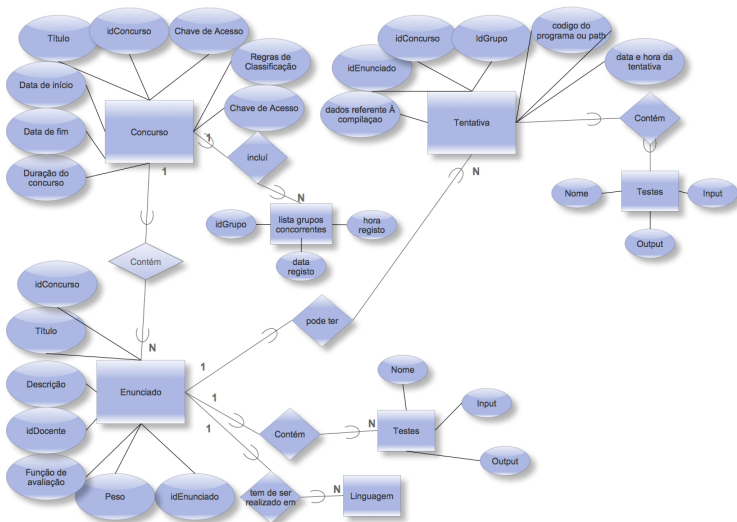 Título
idConcurso
Chave de Acesso
Regras de
Classificação
Data de início
Chave de Acesso
Data de fim
Concurso
Duração do
concurso
1
1
incluí
N
idGrupo
lista grupos
concorrentes
hora
registo
data
registo
codigo do
programa ou path
idConcurso
IdGrupo
idEnunciado
data e hora da
tentativa
dados referente À
compilaçao
Tentativa
Contém
N
Nome
Testes
Input
Output
Contém
idConcurso
Título
N
pode ter
1
Enunciado
Descrição
idDocente
Função de
avaliação
Peso
idEnunciado
1
1
Contém
N
Nome
Testes
Input
Output
tem de ser
realizado em
N
Linguagem